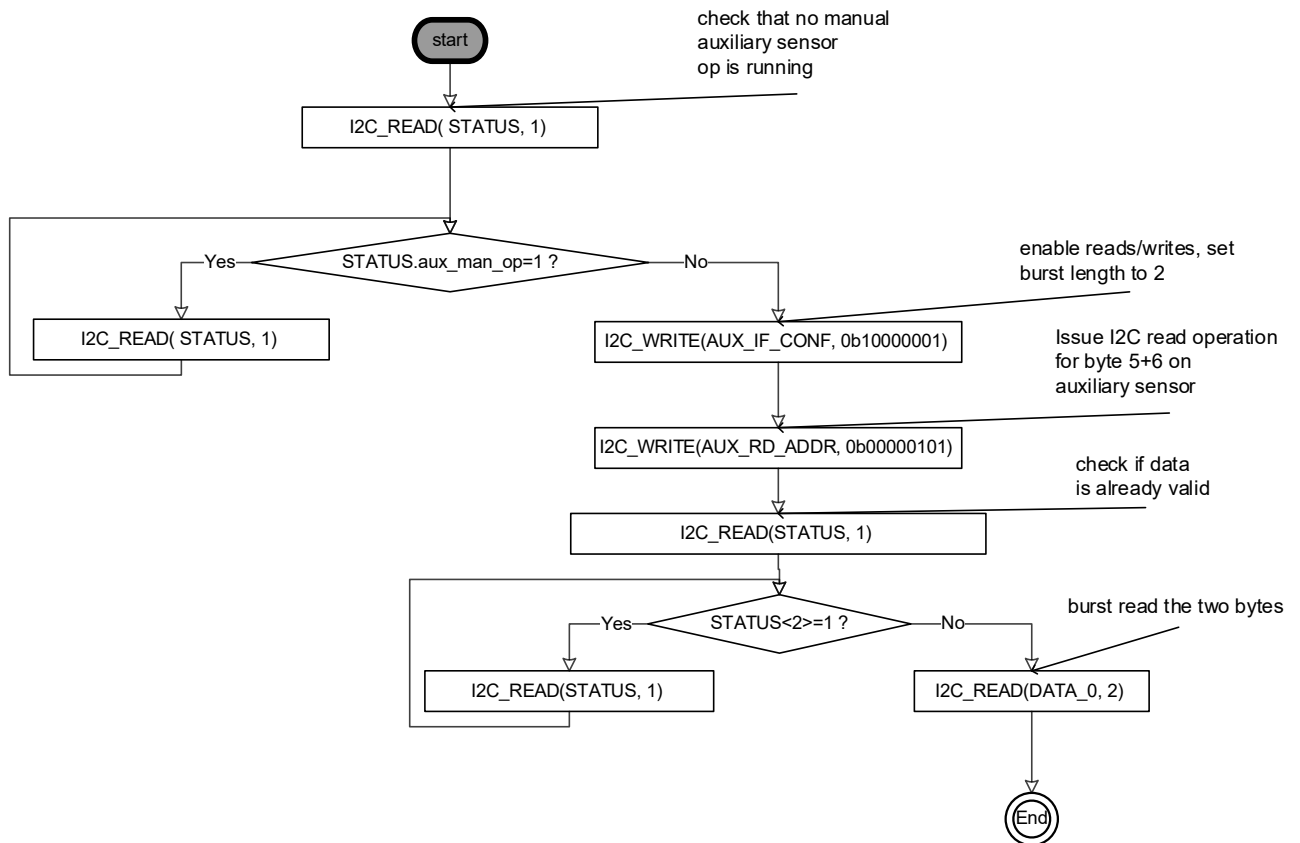 check that no manual
auxiliary sensor
op is running
start
I2C_READ( STATUS, 1)
STATUS.aux_man_op=1 ?
Yes
No
I2C_READ( STATUS, 1)
enable reads/writes, set
burst length to 2
I2C_WRITE(AUX_IF_CONF, 0b10000001)
Issue I2C read operation
for byte 5+6 on
auxiliary sensor
I2C_WRITE(AUX_RD_ADDR, 0b00000101)
check if data
is already valid
I2C_READ(STATUS, 1)
STATUS<2>=1 ?
Yes
No
I2C_READ(STATUS, 1)
burst read the two bytes
I2C_READ(DATA_0, 2)
End